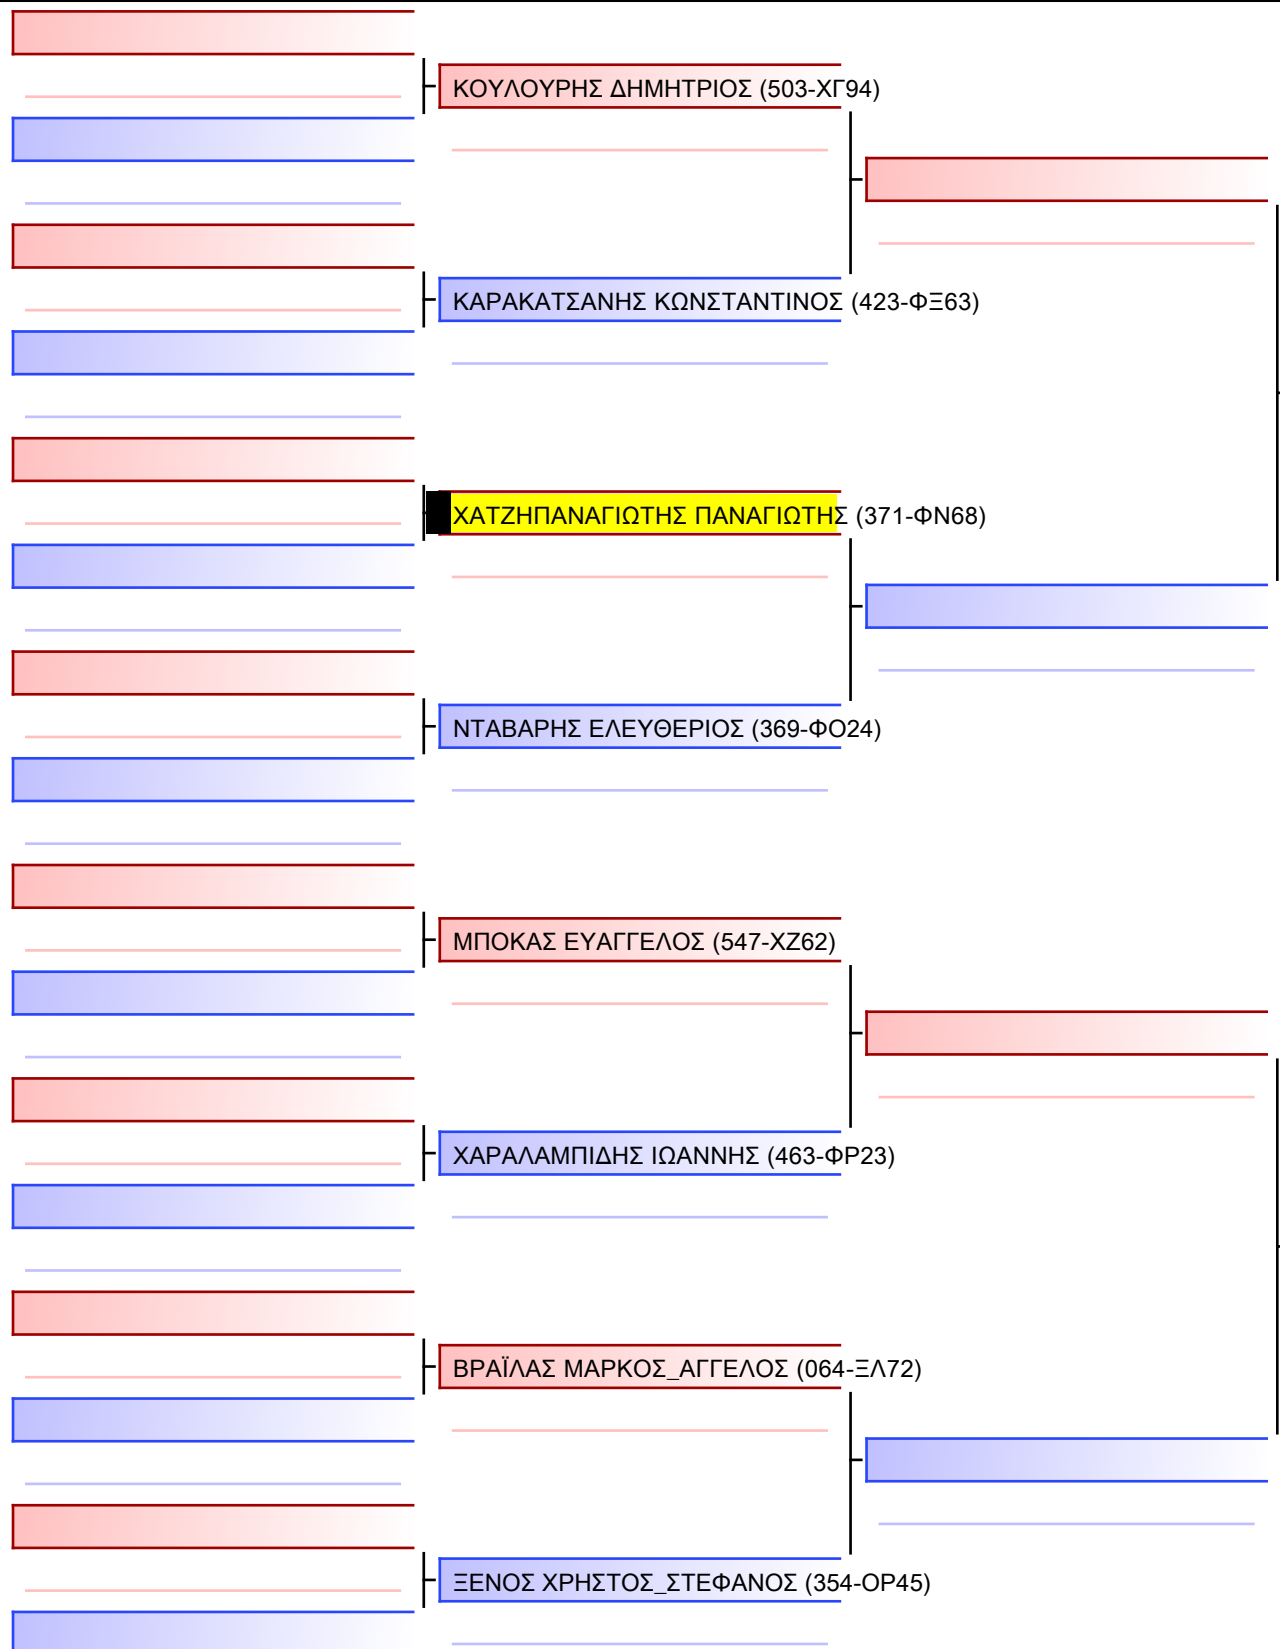 ΚΟΥΛΟΥΡΗΣ ΔΗΜΗΤΡΙΟΣ (503-ΧΓ94)
ΚΑΡΑΚΑΤΣΑΝΗΣ ΚΩΝΣΤΑΝΤΙΝΟΣ (423-ΦΞ63)
ΧΑΤΖΗΠΑΝΑΓΙΩΤΗΣ ΠΑΝΑΓΙΩΤΗΣ (371-ΦΝ68)
ΝΤΑΒΑΡΗΣ ΕΛΕΥΘΕΡΙΟΣ (369-ΦΟ24)
ΜΠΟΚΑΣ ΕΥΑΓΓΕΛΟΣ (547-ΧΖ62)
ΧΑΡΑΛΑΜΠΙΔΗΣ ΙΩΑΝΝΗΣ (463-ΦΡ23)
ΒΡΑΪΛΑΣ ΜΑΡΚΟΣ_ΑΓΓΕΛΟΣ (064-ΞΛ72)
ΞΕΝΟΣ ΧΡΗΣΤΟΣ_ΣΤΕΦΑΝΟΣ (354-ΟΡ45)